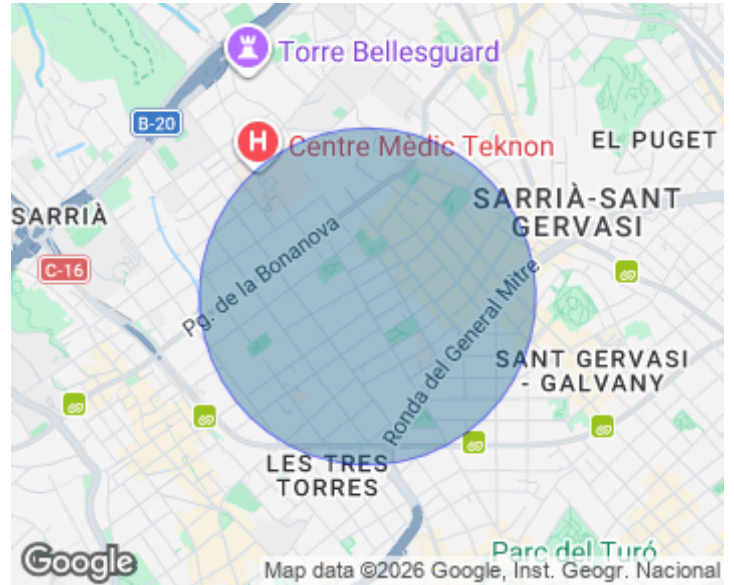 Torre Bellesguard
B-20
H
Centre Mèdic Teknon
EL PUGET
SARRIÀ
SARRIÀ-SANT
GERVASI
C-16
Pg. de la Bonanova
Ronda del General Mitre
SANT GERVASI
- GALVANY
LES TRES
TORRES
Parc del Turó
Google
Map data ©2026 Google, Inst. Geogr. Nacional